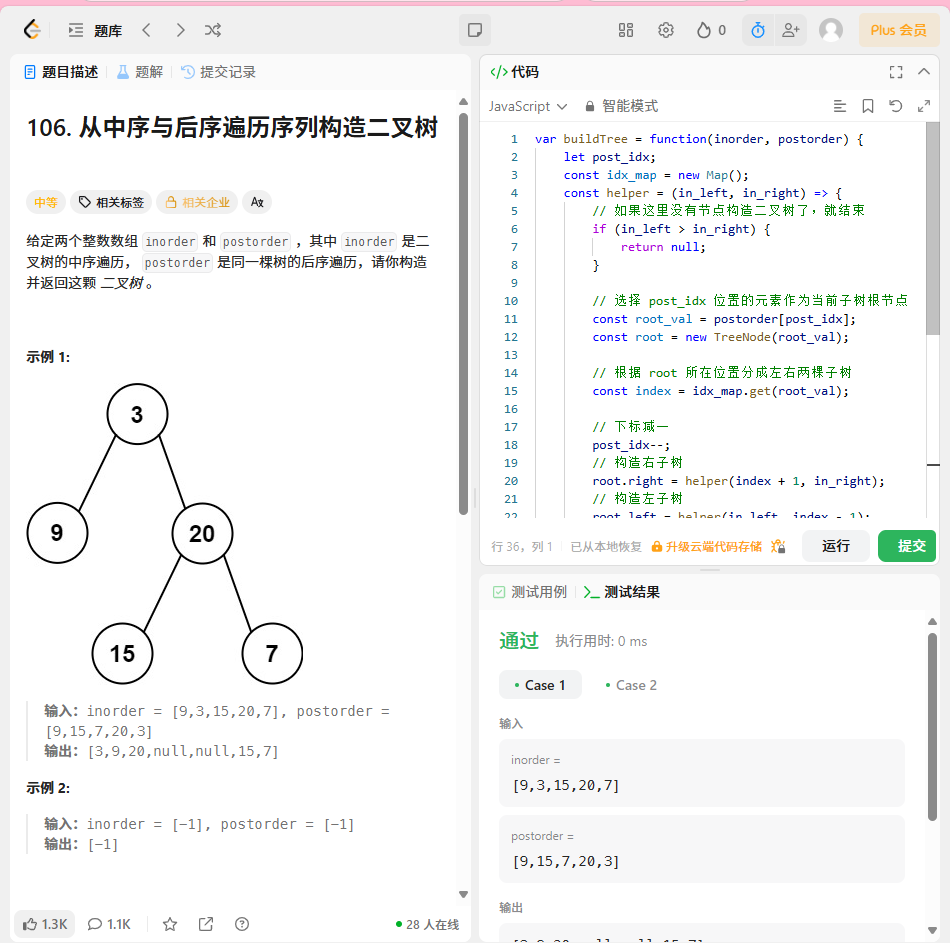 题库
0
Plus 会员
题目描述
题解
提交记录
106. 从中序与后序遍历序列构造二叉树
中等
相关标签
相关企业
给定两个整数数组 inorder 和 postorder ，其中 inorder 是二
叉树的中序遍历， postorder 是同一棵树的后序遍历，请你构造
并返回这颗 二叉树 。
示例 1:
3
9
20
15
7
输入：inorder = [9,3,15,20,7], postorder =
[9,15,7,20,3]
输出：[3,9,20,null,null,15,7]
示例 2:
输入：inorder = [-1], postorder = [-1]
输出：[-1]
1.3K
1.1K
28 人在线
代码
JavaScript
智能模式
1 var buildTree = function(inorder, postorder) {
2 let post_idx;
3 const idx_map = new Map();
4 const helper = (in_left, in_right) => {
5 // 如果这里没有节点构造二叉树了，就结束
6 if (in_left > in_right) {
7 return null;
8 }
9
10 // 选择 post_idx 位置的元素作为当前子树根节点
11 const root_val = postorder[post_idx];
12 const root = new TreeNode(root_val);
13
14 // 根据 root 所在位置分成左右两棵子树
15 const index = idx_map.get(root_val);
16
17 // 下标减一
18 post_idx--;
19 // 构造右子树
20 root.right = helper(index + 1, in_right);
21 // 构造左子树
22 root.left = helper(in_left, index - 1);
行 36，列 1
已从本地恢复
升级云端代码存储
运行
提交
测试用例
测试结果
通过
执行用时: 0 ms
Case 1
Case 2
输入
inorder =
[9,3,15,20,7]
postorder =
[9,15,7,20,3]
输出
[3,9,20,null,null,15,7]